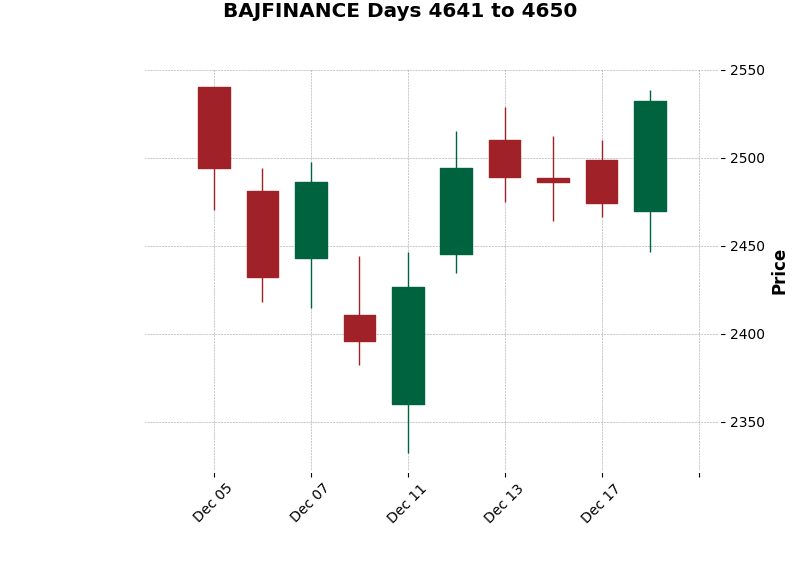 BAJFINANCE Days 4641 to 4650
2550
2500
2450
2400
2350
Price
Dec 05
Dec 07
Dec 11
Dec 13
Dec 17